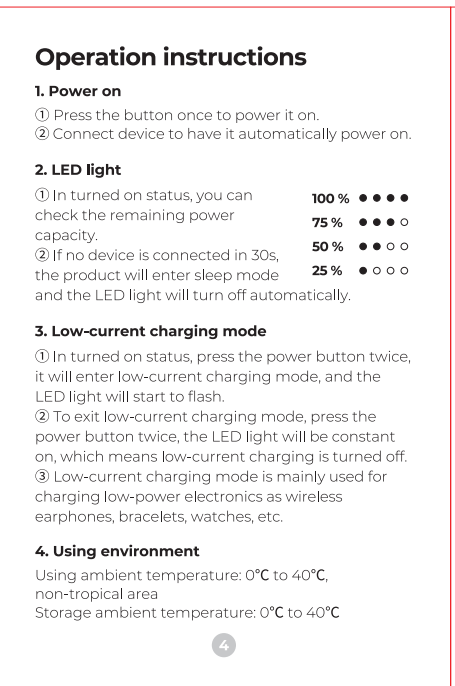 Operation instructions
1. Power on
① Press the button once to power it on.
② Connect device to have it automatically power on.
2. LED light
① In turned on status, you can
check the remaining power
capacity.
② If no device is connected in 30s,
the product will enter sleep mode
and the LED light will turn off automatically.
100 % ● ● ● ●
75 % ● ● ● ○
50 % ● ● ○ ○
25 % ● ○ ○ ○
3. Low-current charging mode
① In turned on status, press the power button twice,
it will enter low-current charging mode, and the
LED light will start to flash.
② To exit low-current charging mode, press the
power button twice, the LED light will be constant
on, which means low-current charging is turned off.
③ Low-current charging mode is mainly used for
charging low-power electronics as wireless
earphones, bracelets, watches, etc.
4. Using environment
Using ambient temperature: 0℃ to 40℃,
non-tropical area
Storage ambient temperature: 0℃ to 40℃
4